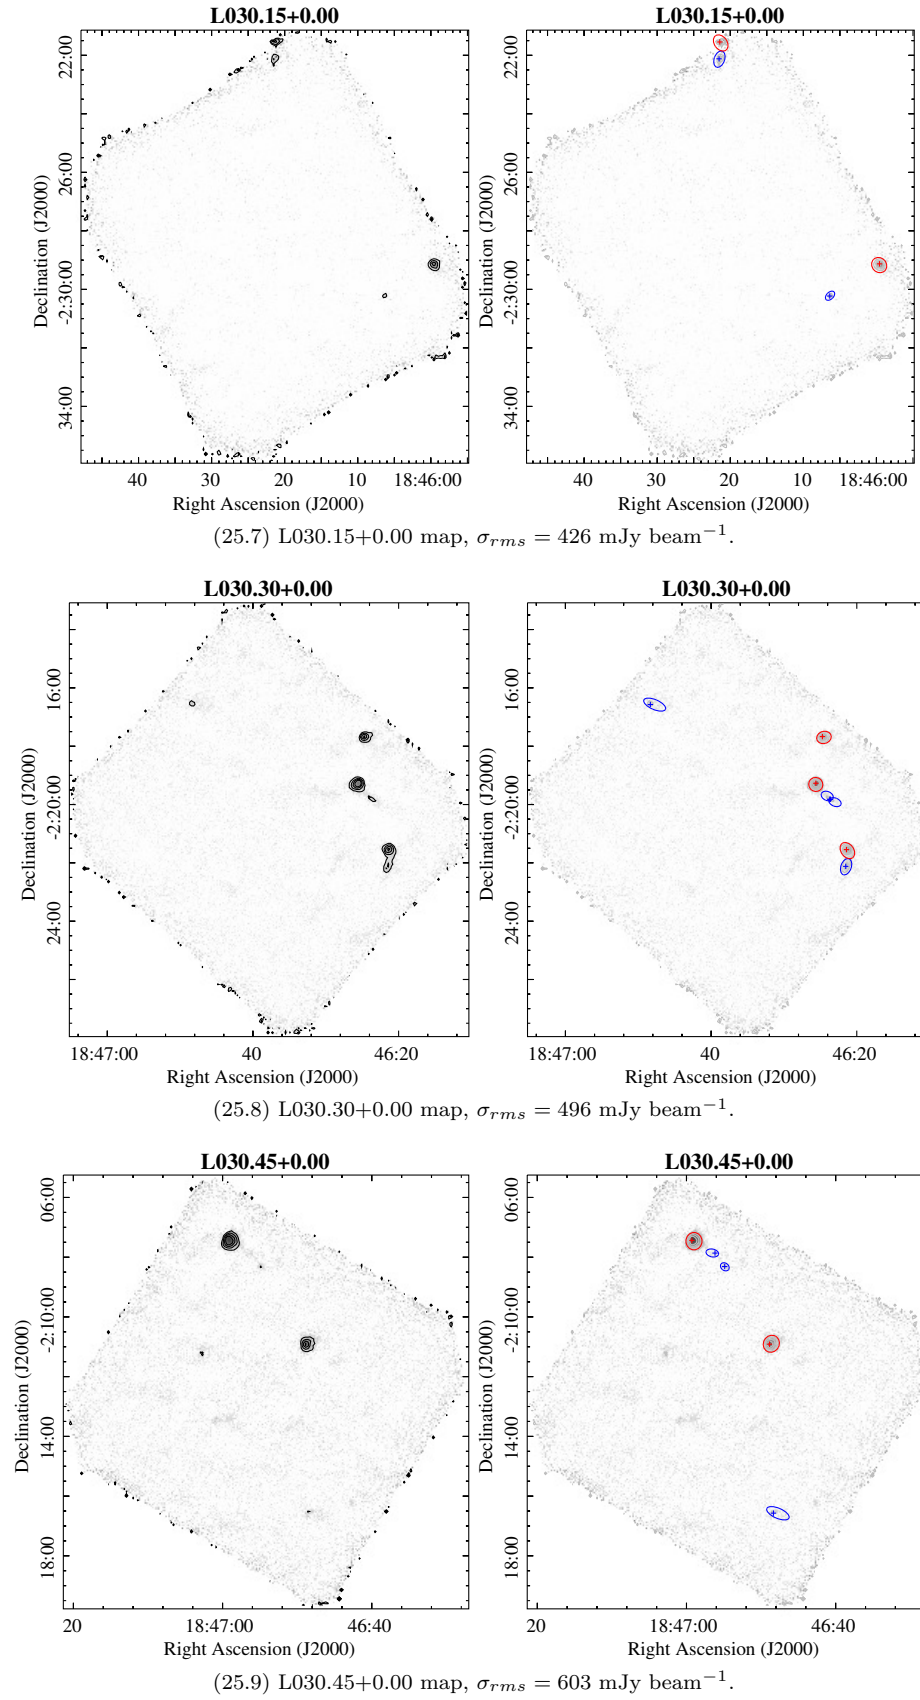 L030.15+0.00 L030.15+0.00
22:00 22:00
26:00 26:00
-2:30:00 -2:30:00
34:00 34:00
Declination (J2000) Declination (J2000)
40 30 20 10 18:46:00 40 30 20 10 18:46:00
Right Ascension (J2000) Right Ascension (J2000)
(25.7) L030.15+0.00 map, σrms = 426 mJy beam−1.
L030.30+0.00 L030.30+0.00
16:00 16:00
-2:20:00 -2:20:00
24:00 24:00
Declination (J2000) Declination (J2000)
18:47:00 40 46:20 18:47:00 40 46:20
Right Ascension (J2000) Right Ascension (J2000)
(25.8) L030.30+0.00 map, σrms = 496 mJy beam−1.
L030.45+0.00 L030.45+0.00
06:00 06:00
-2:10:00 -2:10:00
14:00 14:00
18:00 18:00
Declination (J2000) Declination (J2000)
20 18:47:00 46:40 20 18:47:00 46:40
Right Ascension (J2000) Right Ascension (J2000)
(25.9) L030.45+0.00 map, σrms = 603 mJy beam−1.